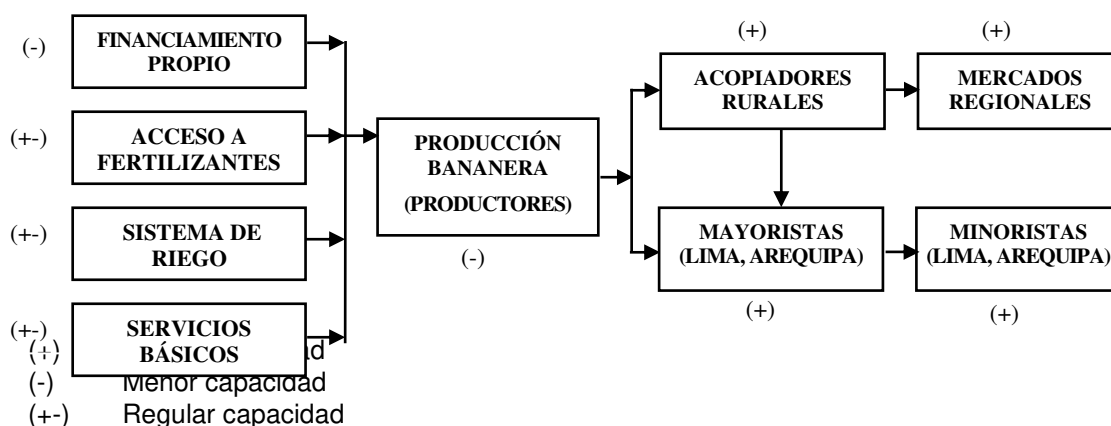 (-)
FINANCIAMIENTO
PROPIO
(+-)
ACCESO A
FERTILIZANTES
(+-)
SISTEMA DE
RIEGO
(+-)
SERVICIOS
BÁSICOS
PRODUCCIÓN
BANANERA
(PRODUCTORES)
(-)
(+)
ACOPIADORES
RURALES
(+)
MERCADOS
REGIONALES
MAYORISTAS
(LIMA, AREQUIPA)
(+)
MINORISTAS
(LIMA, AREQUIPA)
(+)
(+)
(-) Menor capacidad
(+-) Regular capacidad